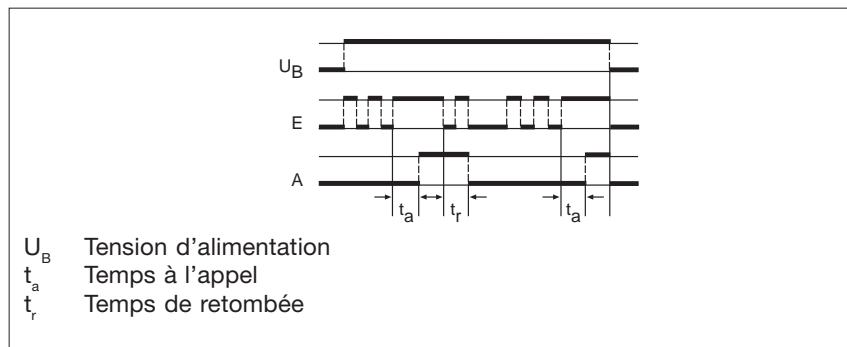 U_B
E
A
t_a t_r t_a
U_B Tension d'alimentation
t_a Temps à l'appel
t_r Temps de retombée